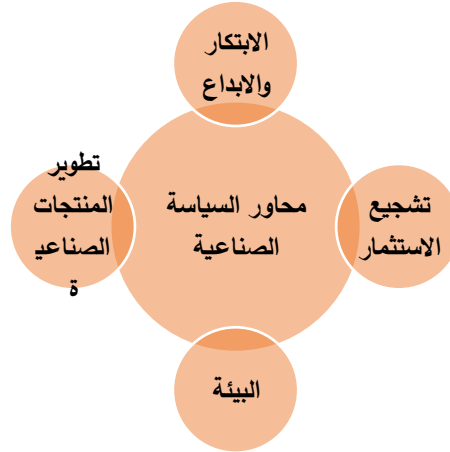 الابتكار
والابداع
تشجيع
الاستثمار
محاور السياسة
الصناعية
تطوير
المنتجات
الصناعي
ة
البيئة